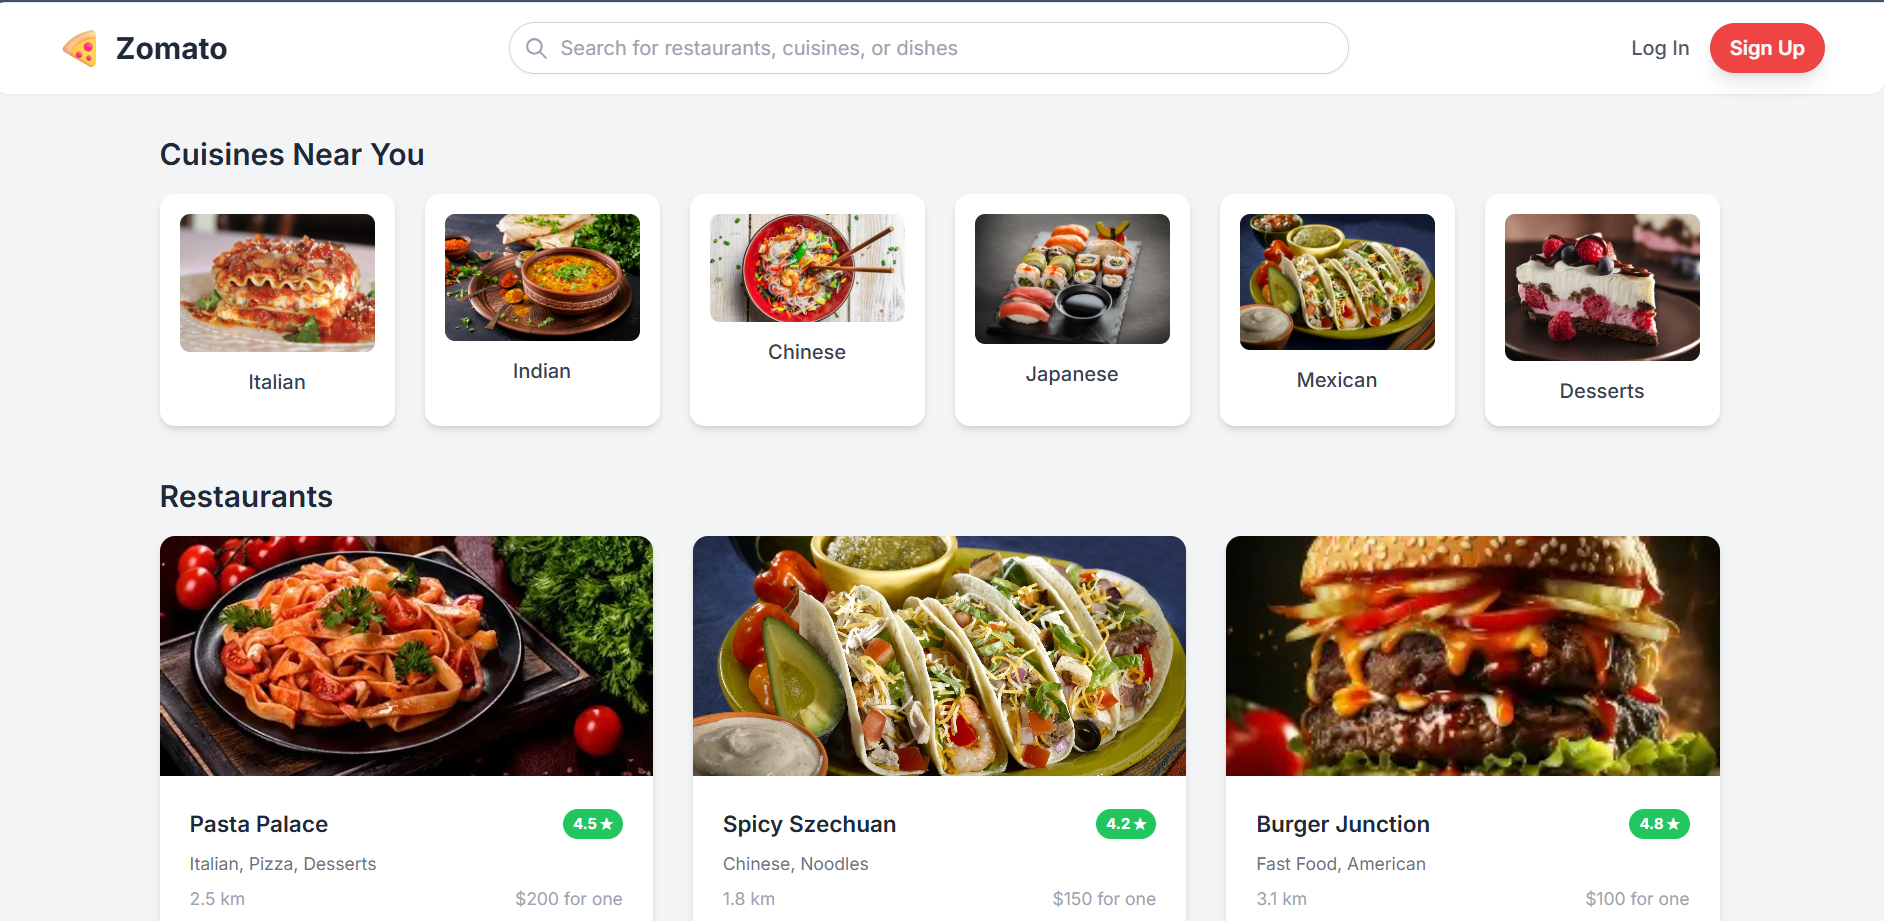 Zomato
Search for restaurants, cuisines, or dishes
Log In
Sign Up
Cuisines Near You
Italian
Indian
Chinese
Japanese
Mexican
Desserts
Restaurants
Pasta Palace
4.5★
Italian, Pizza, Desserts
2.5 km
$200 for one
Spicy Szechuan
4.2★
Chinese, Noodles
1.8 km
$150 for one
Burger Junction
4.8★
Fast Food, American
3.1 km
$100 for one